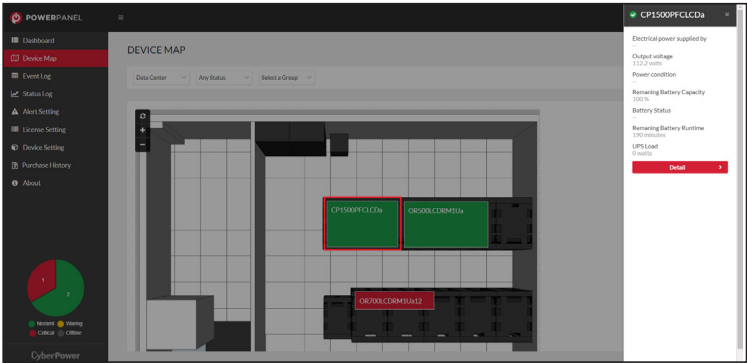 POWERPANEL
Dashboard
Device Map
Event Log
Status Log
Alert Setting
License Setting
Device Setting
Purchase History
About
1
2
Normal
Waring
Critical
Offline
CyberPower
DEVICE MAP
Data Center
Any Status
Select a Group
+
−
CP1500PFCLCDa
OR500LCDRM1Ua
OR700LCDRM1Ua12
CP1500PFCLCDa
×
Electrical power supplied by
--
Output voltage
112.2 volts
Power condition
--
Remaning Battery Capacity
100 %
Battery Status
--
Remaning Battery Runtime
190 minutes
UPS Load
0 watts
Detail >